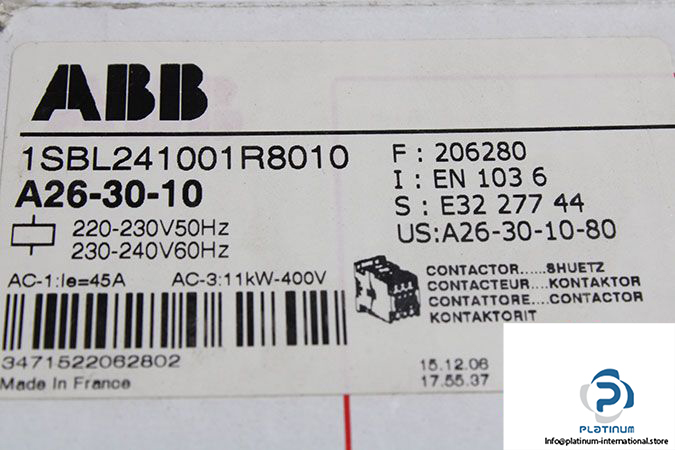 ABB
1SBL241001R8010
A26-30-10
220-230V50Hz
230-240V60Hz
AC-1:Ie=45A AC-3:11kW-400V
3471522062802
Made In France
F : 206280
I : EN 103 6
S : E32 277 44
US:A26-30-10-80
CONTACTOR.....SHUETZ
CONTACTEUR....KONTAKTOR
CONTATTORE....CONTACTOR
KONTAKTORIT
15.12.06
17.55.37
PLATINUM
Info@platinum-international.store